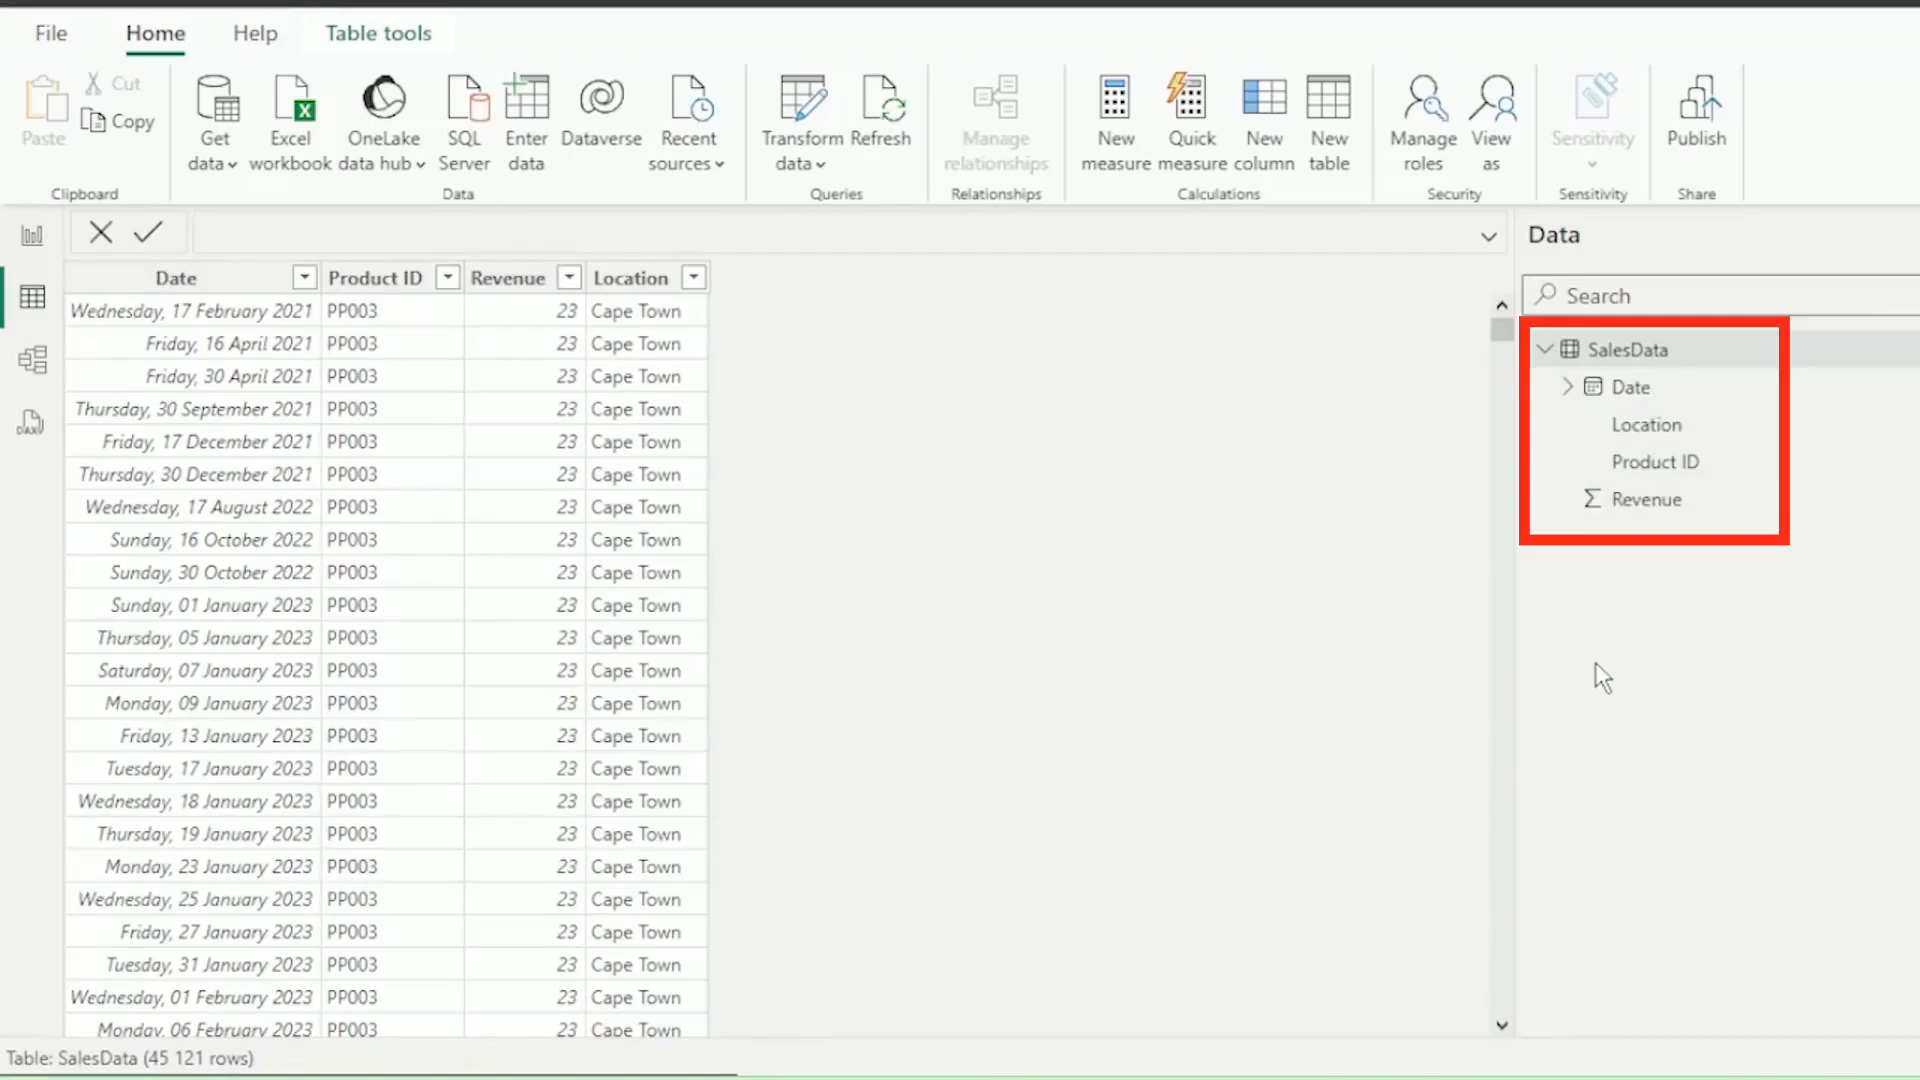 File Home Help Table tools
Paste Cut Copy
Get data Excel workbook OneLake data hub SQL Server Enter data Dataverse Recent sources
Transform data Refresh
Manage relationships
New measure Quick measure New column New table
Manage roles View as
Sensitivity
Publish
Clipboard Data Queries Relationships Calculations Security Sensitivity Share
Data
Search
SalesData
Date
Location
Product ID
Σ Revenue
DAX
Date Product ID Revenue Location
Wednesday, 17 February 2021 PP003 23 Cape Town
Friday, 16 April 2021 PP003 23 Cape Town
Friday, 30 April 2021 PP003 23 Cape Town
Thursday, 30 September 2021 PP003 23 Cape Town
Friday, 17 December 2021 PP003 23 Cape Town
Thursday, 30 December 2021 PP003 23 Cape Town
Wednesday, 17 August 2022 PP003 23 Cape Town
Sunday, 16 October 2022 PP003 23 Cape Town
Sunday, 30 October 2022 PP003 23 Cape Town
Sunday, 01 January 2023 PP003 23 Cape Town
Thursday, 05 January 2023 PP003 23 Cape Town
Saturday, 07 January 2023 PP003 23 Cape Town
Monday, 09 January 2023 PP003 23 Cape Town
Friday, 13 January 2023 PP003 23 Cape Town
Tuesday, 17 January 2023 PP003 23 Cape Town
Wednesday, 18 January 2023 PP003 23 Cape Town
Thursday, 19 January 2023 PP003 23 Cape Town
Monday, 23 January 2023 PP003 23 Cape Town
Wednesday, 25 January 2023 PP003 23 Cape Town
Friday, 27 January 2023 PP003 23 Cape Town
Tuesday, 31 January 2023 PP003 23 Cape Town
Wednesday, 01 February 2023 PP003 23 Cape Town
Monday, 06 February 2023 PP003 23 Cape Town
Table: SalesData (45 121 rows)